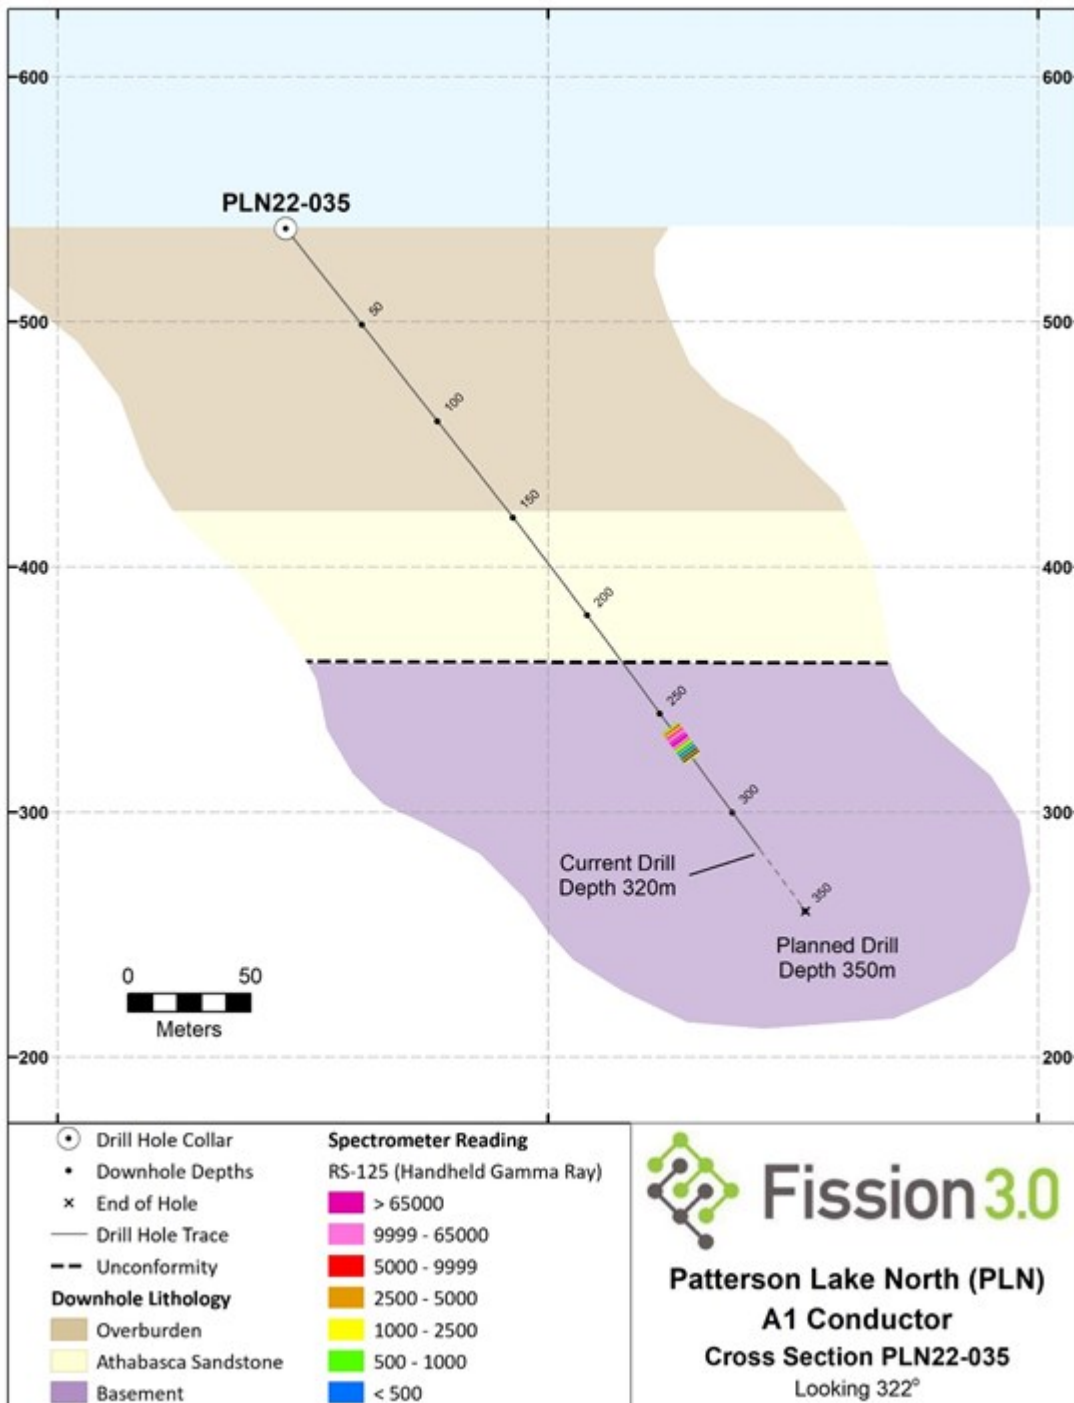 600
600
PLN22-035
50
500
500
100
150
400
400
200
250
300
300
300
Current Drill
Depth 320m
350
Planned Drill
Depth 350m
0 50
Meters
200
200
Drill Hole Collar
Downhole Depths
End of Hole
Drill Hole Trace
Unconformity
Downhole Lithology
Overburden
Athabasca Sandstone
Basement
Spectrometer Reading
RS-125 (Handheld Gamma Ray)
> 65000
9999 - 65000
5000 - 9999
2500 - 5000
1000 - 2500
500 - 1000
< 500
Fission 3.0
Patterson Lake North (PLN)
A1 Conductor
Cross Section PLN22-035
Looking 322°